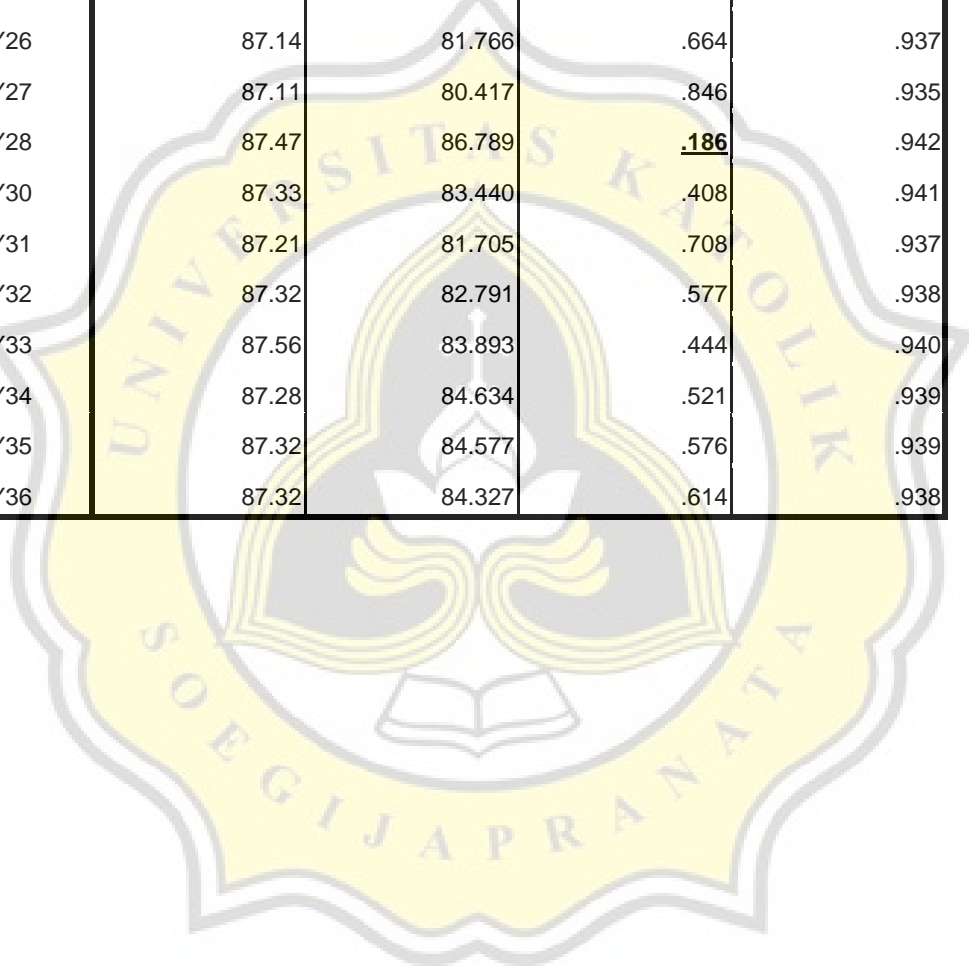 Y26 87.14 81.766 .664 .937
Y27 87.11 80.417 .846 .935
Y28 87.47 86.789 .186 .942
Y30 87.33 83.440 .408 .941
Y31 87.21 81.705 .708 .937
Y32 87.32 82.791 .577 .938
Y33 87.56 83.893 .444 .940
Y34 87.28 84.634 .521 .939
Y35 87.32 84.577 .576 .939
Y36 87.32 84.327 .614 .938
UNIVERSITAS KATOLIK
SOEGIJAPRANATA